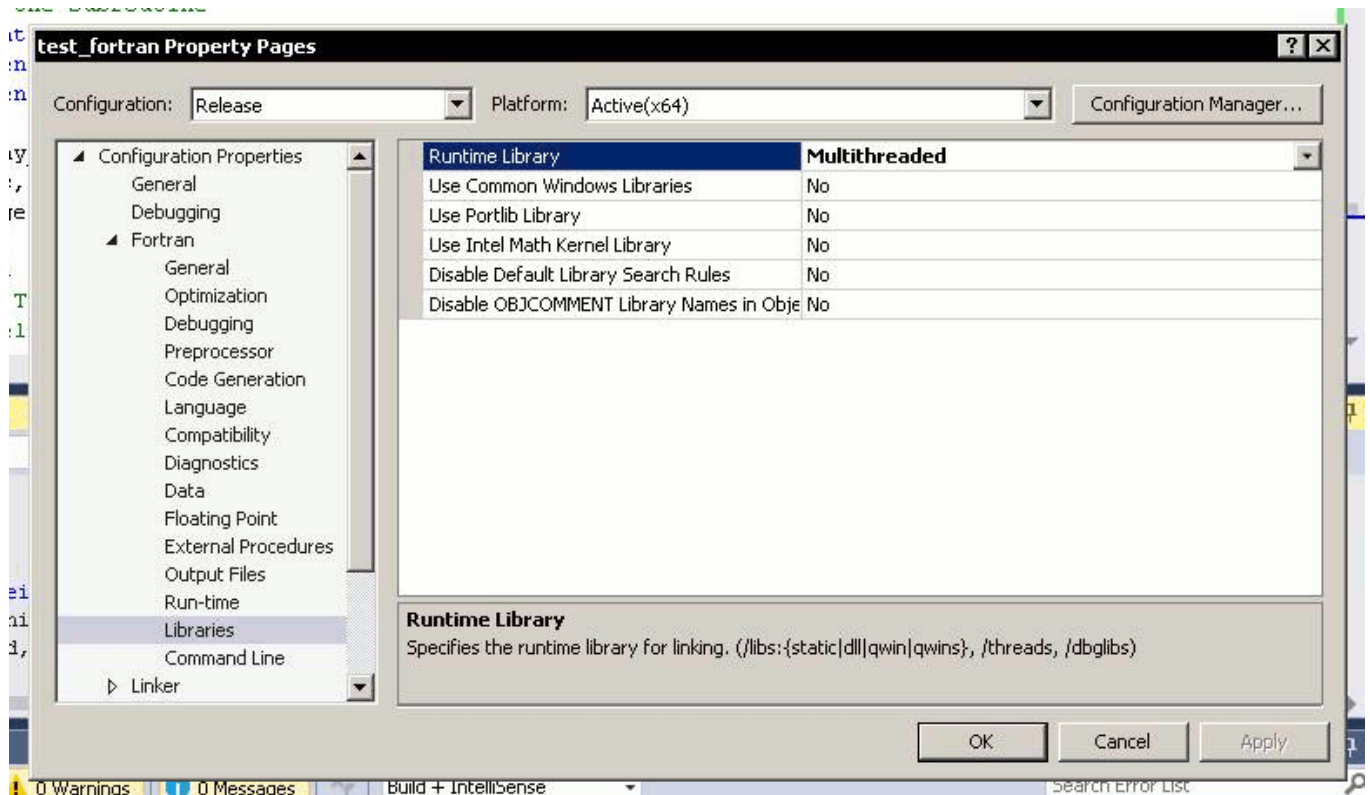 one subroutine
test_fortran Property Pages
Configuration: Release Platform: Active(x64) Configuration Manager...
Configuration Properties
General
Debugging
Fortran
General
Optimization
Debugging
Preprocessor
Code Generation
Language
Compatibility
Diagnostics
Data
Floating Point
External Procedures
Output Files
Run-time
Libraries
Command Line
Linker
Runtime Library Multithreaded
Use Common Windows Libraries No
Use Portlib Library No
Use Intel Math Kernel Library No
Disable Default Library Search Rules No
Disable OBJCOMMENT Library Names in Obje No
Runtime Library
Specifies the runtime library for linking. (/libs:{static|dll|qwin|qwins}, /threads, /dbglibs)
OK Cancel Apply
0 Warnings 0 Messages Build + IntelliSense Search Error List